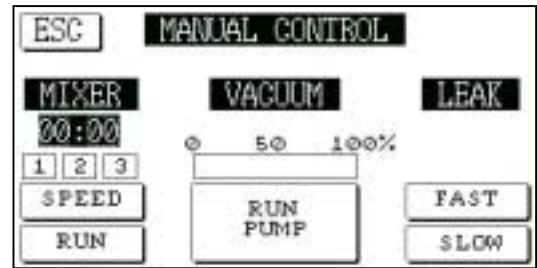 ESC MANUAL CONTROL
MIXER VACUUM LEAK
00:00
0 50 100%
1 2 3
SPEED
RUN
RUN
PUMP
FAST
SLOW